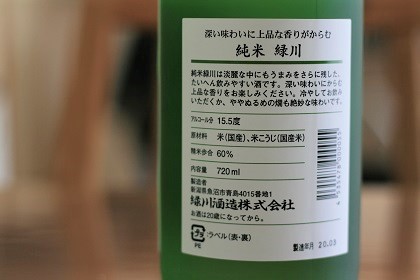 深い味わいに上品な香りがからむ
純米 緑川
純米緑川は淡麗な中にもうまみをさらに残した、
たいへん飲みやすい酒です。深い味わいにからむ
上品な香りをお楽しみください。冷やしてお飲み
いただくか、ややぬるめの燗も絶妙な味わいです。
アルコール分 15.5度
原材料 米(国産)、米こうじ(国産米)
精米歩合 60%
内容量 720ml
製造者
新潟県魚沼市青島4015番地1
緑川酒造株式会社
お酒は20歳になってから。
プラ
PS
ラベル(表・裏)
製造年月 20.03